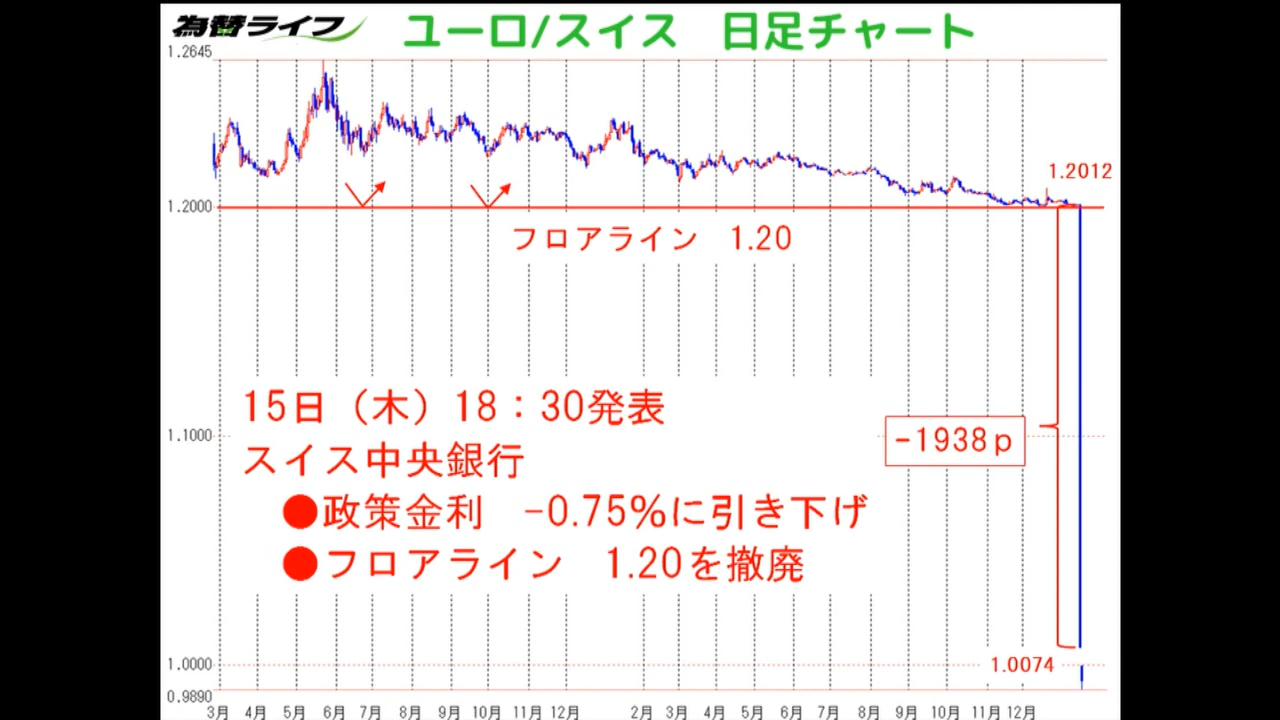 為替ライフ
ユーロ/スイス 日足チャート
1.2645
1.2012
1.2000
フロアライン 1.20
15日（木）18：30発表
-1938p
1.1000
スイス中央銀行
●政策金利 -0.75%に引き下げ
●フロアライン 1.20を撤廃
1.0000
1.0074
0.9890
3月 4月 5月 6月 7月 8月 9月 10月 11月 12月 2月 3月 4月 5月 6月 7月 8月 9月 10月 11月 12月